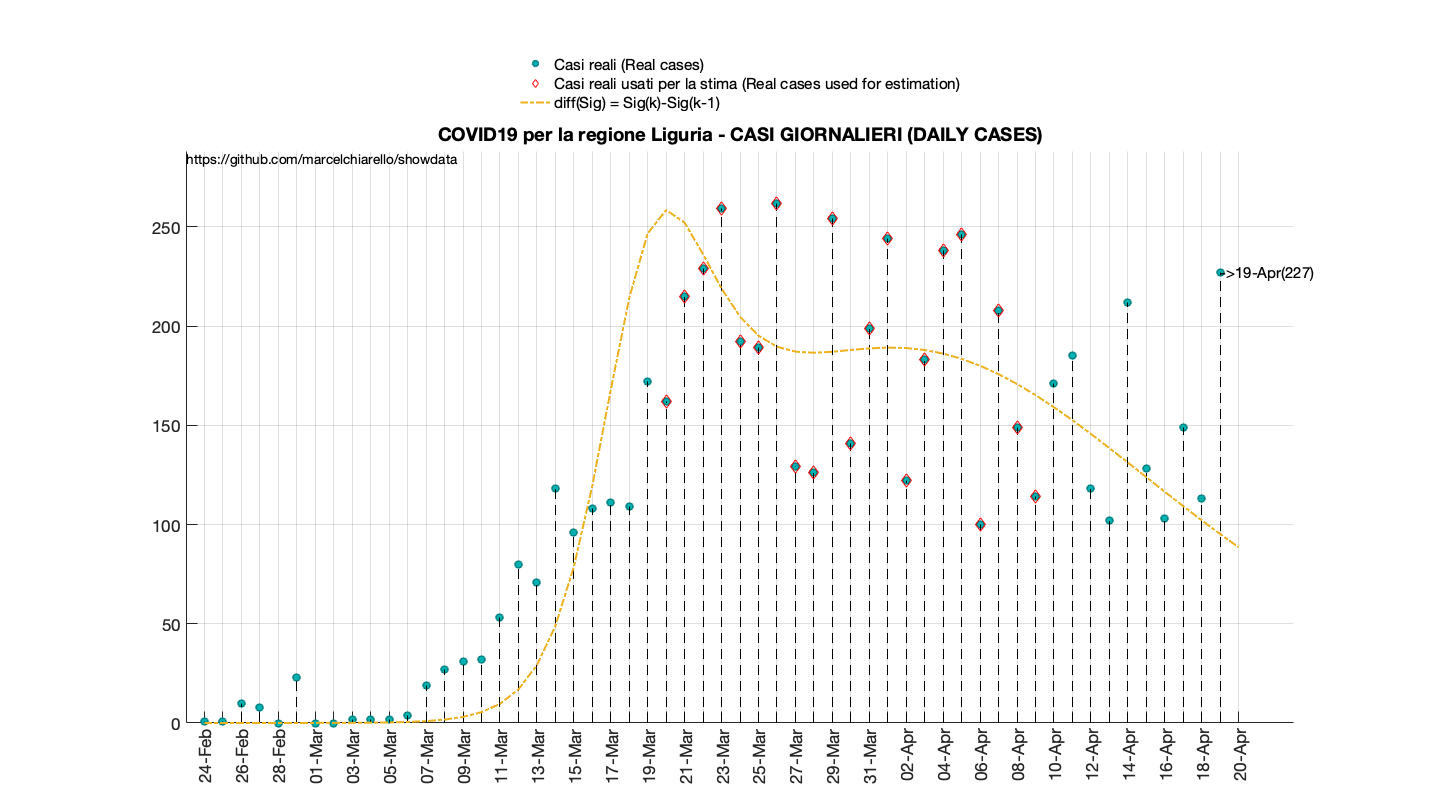 Casi reali (Real cases)
Casi reali usati per la stima (Real cases used for estimation)
diff(Sig) = Sig(k)-Sig(k-1)
COVID19 per la regione Liguria - CASI GIORNALIERI (DAILY CASES)
https://github.com/marcelchiarello/showdata
250
200
150
100
50
0
->19-Apr(227)
24-Feb
26-Feb
28-Feb
01-Mar
03-Mar
05-Mar
07-Mar
09-Mar
11-Mar
13-Mar
15-Mar
17-Mar
19-Mar
21-Mar
23-Mar
25-Mar
27-Mar
29-Mar
31-Mar
02-Apr
04-Apr
06-Apr
08-Apr
10-Apr
12-Apr
14-Apr
16-Apr
18-Apr
20-Apr